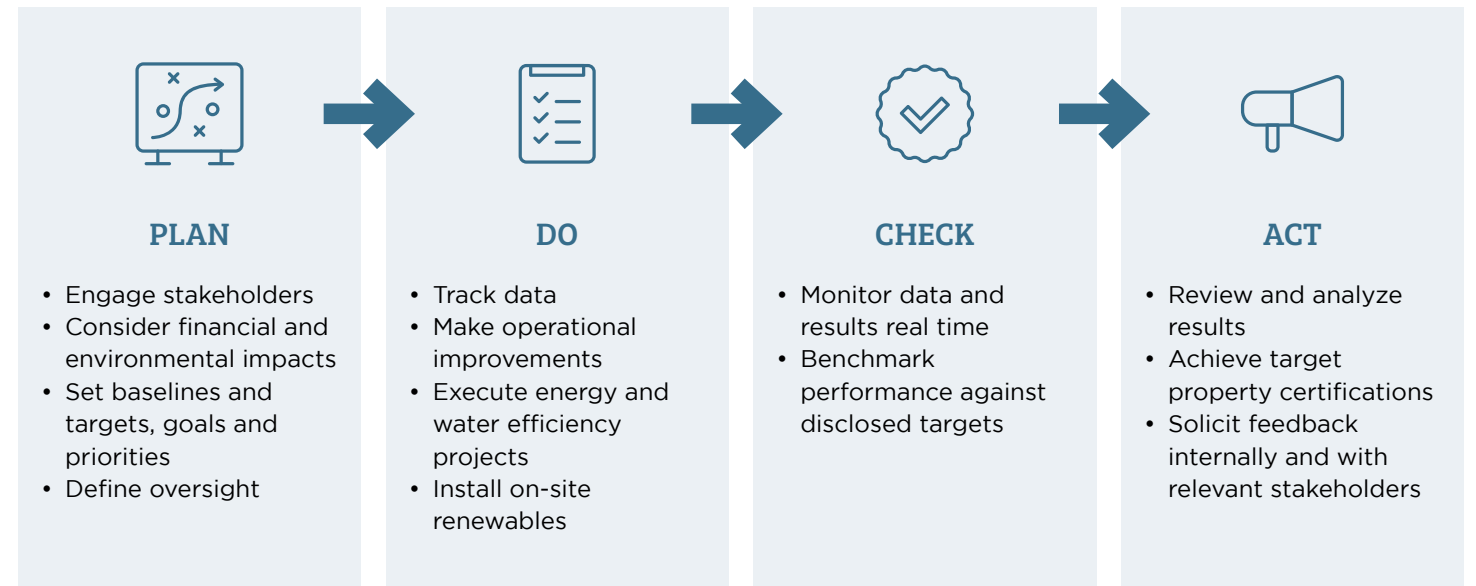 PLAN
• Engage stakeholders
• Consider financial and
environmental impacts
• Set baselines and
targets, goals and
priorities
• Define oversight
DO
• Track data
• Make operational
improvements
• Execute energy and
water efficiency
projects
• Install on-site
renewables
CHECK
• Monitor data and
results real time
• Benchmark
performance against
disclosed targets
ACT
• Review and analyze
results
• Achieve target
property certifications
• Solicit feedback
internally and with
relevant stakeholders